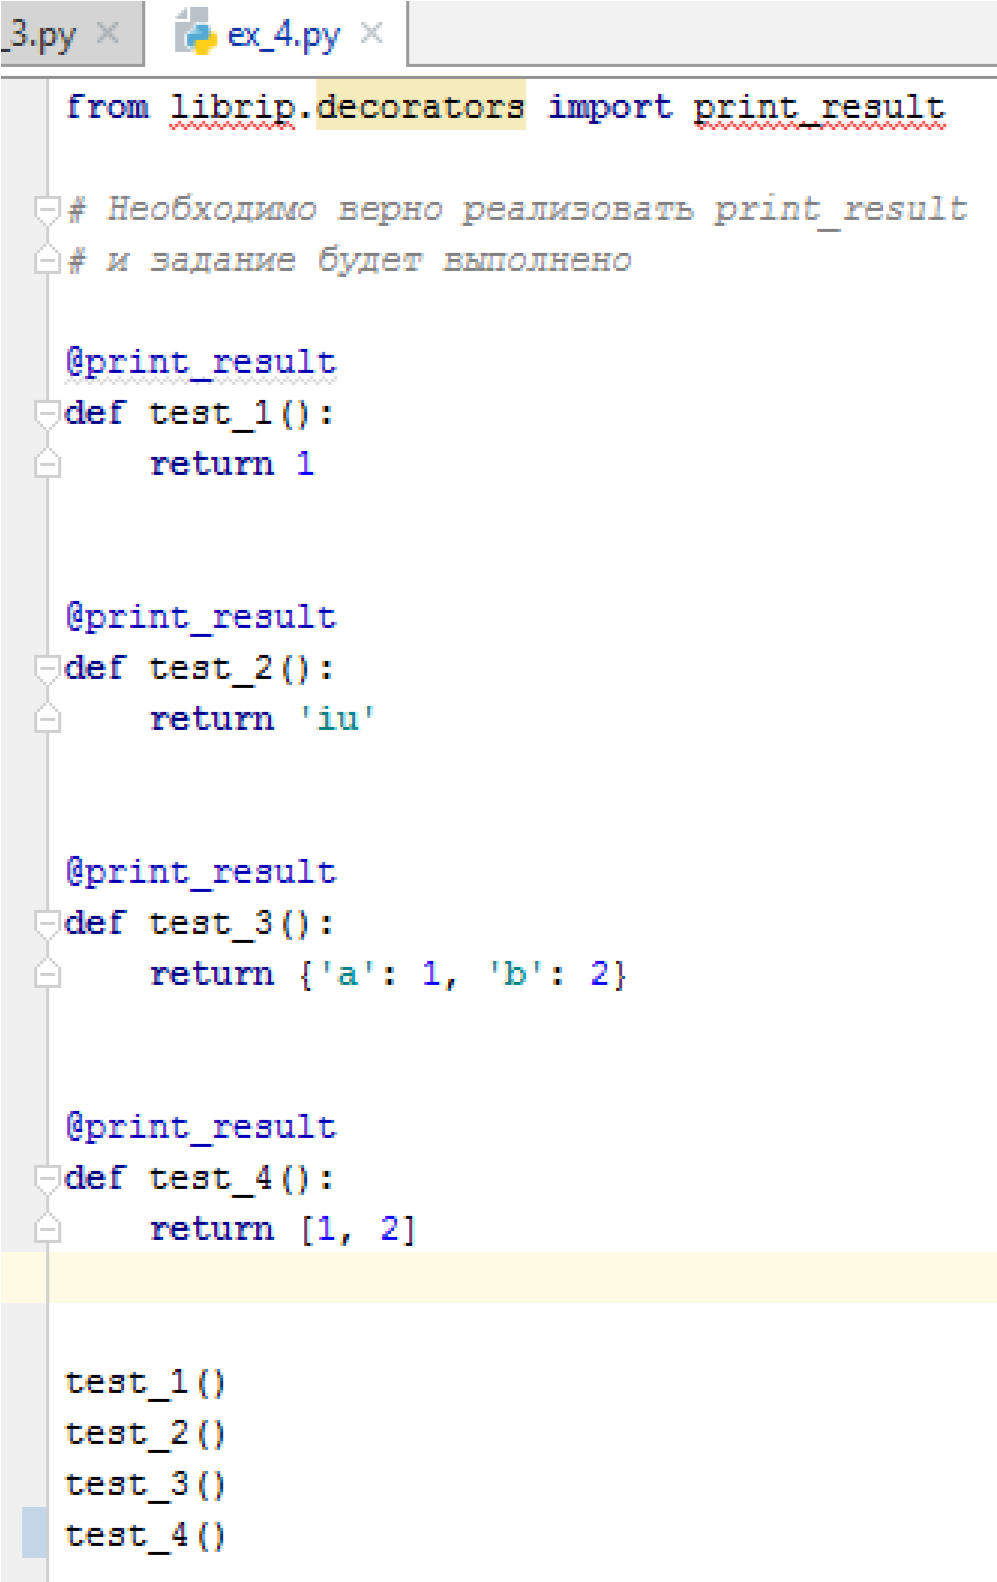 _3.py ex_4.py
from librip.decorators import print_result
# Необходимо верно реализовать print_result
# и задание будет выполнено
@print_result
def test_1():
    return 1
@print_result
def test_2():
    return 'iu'
@print_result
def test_3():
    return {'a': 1, 'b': 2}
@print_result
def test_4():
    return [1, 2]
test_1()
test_2()
test_3()
test_4()